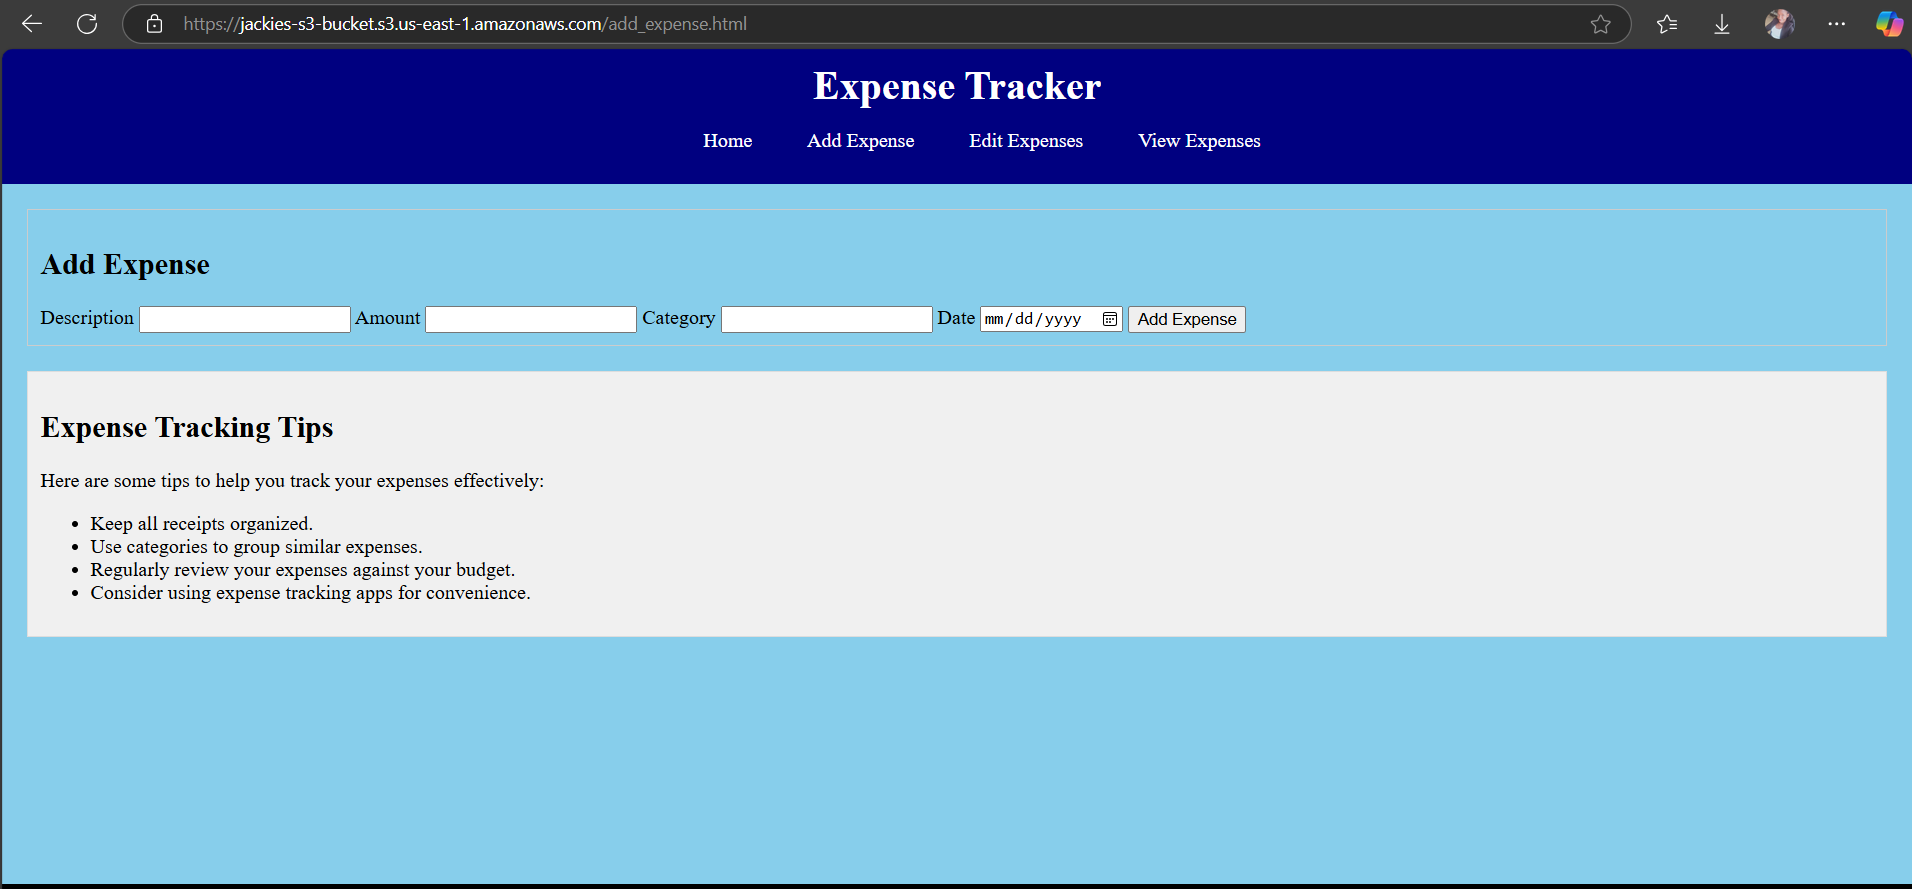 https://jackies-s3-bucket.s3.us-east-1.amazonaws.com/add_expense.html
Expense Tracker
Home Add Expense Edit Expenses View Expenses
Add Expense
Description Amount Category Date mm/dd/yyyy Add Expense
Expense Tracking Tips
Here are some tips to help you track your expenses effectively:
• Keep all receipts organized.
• Use categories to group similar expenses.
• Regularly review your expenses against your budget.
• Consider using expense tracking apps for convenience.